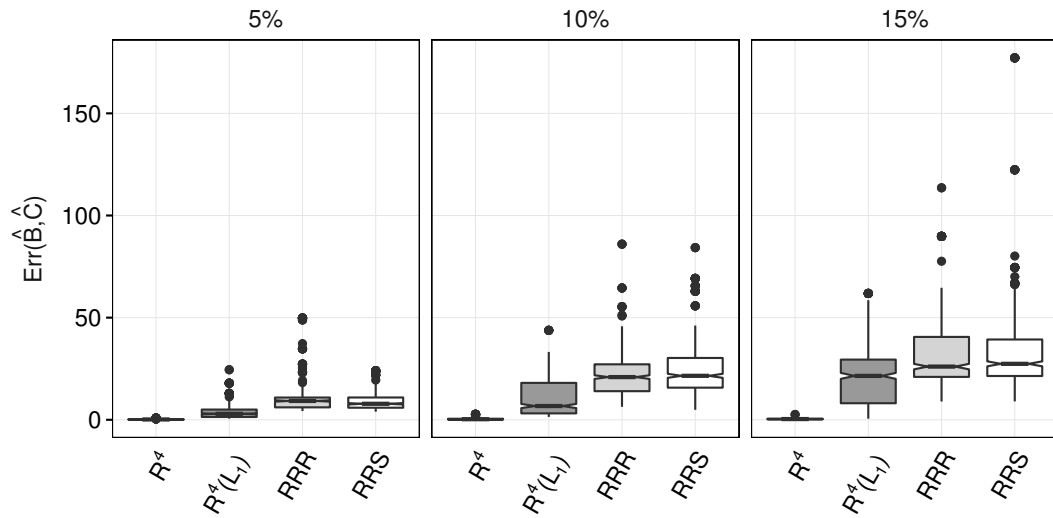 5% 10% 15%
Err(B̂,Ĉ)
150
100
50
0
R⁴ R⁴(L₁) RRR RRS R⁴ R⁴(L₁) RRR RRS R⁴ R⁴(L₁) RRR RRS